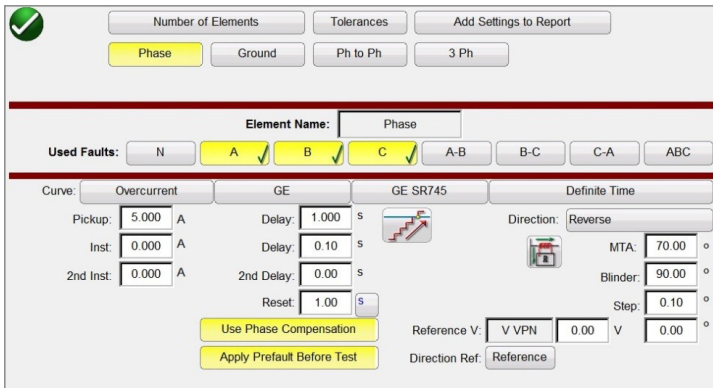 Number of Elements Tolerances Add Settings to Report
Phase Ground Ph to Ph 3 Ph
Element Name: Phase
Used Faults: N A B C A-B B-C C-A ABC
Curve: Overcurrent GE GE SR745 Definite Time
Pickup: 5.000 A Delay: 1.000 s Direction: Reverse
Inst: 0.000 A Delay: 0.10 s MTA: 70.00 °
2nd Inst: 0.000 A 2nd Delay: 0.00 s Blinder: 90.00 °
Reset: 1.00 s Step: 0.10 °
Use Phase Compensation Reference V: V VPN 0.00 V 0.00 °
Apply Prefault Before Test Direction Ref: Reference